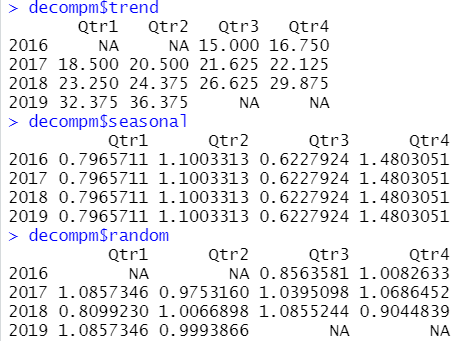 > decompm$trend
Qtr1 Qtr2 Qtr3 Qtr4
2016 NA NA 15.000 16.750
2017 18.500 20.500 21.625 22.125
2018 23.250 24.375 26.625 29.875
2019 32.375 36.375 NA NA
> decompm$seasonal
Qtr1 Qtr2 Qtr3 Qtr4
2016 0.7965711 1.1003313 0.6227924 1.4803051
2017 0.7965711 1.1003313 0.6227924 1.4803051
2018 0.7965711 1.1003313 0.6227924 1.4803051
2019 0.7965711 1.1003313 0.6227924 1.4803051
> decompm$random
Qtr1 Qtr2 Qtr3 Qtr4
2016 NA NA 0.8563581 1.0082633
2017 1.0857346 0.9753160 1.0395098 1.0686452
2018 0.8099230 1.0066898 1.0855244 0.9044839
2019 1.0857346 0.9993866 NA NA